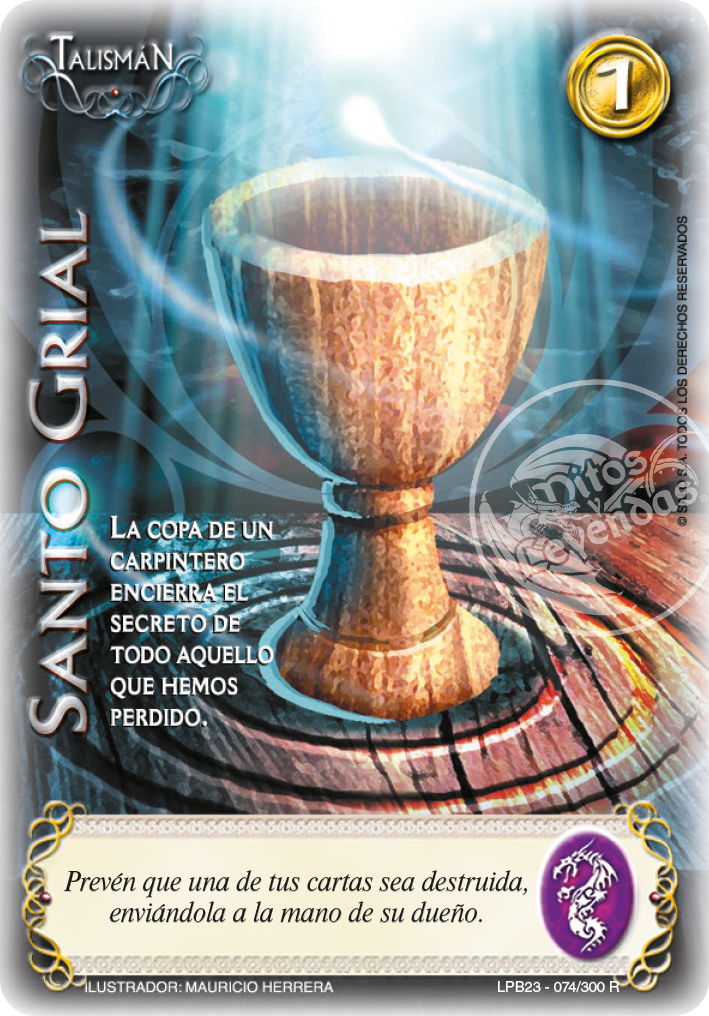 TALISMÁN
1
SANTO GRIAL
LA COPA DE UN
CARPINTERO
ENCIERRA EL
SECRETO DE
TODO AQUELLO
QUE HEMOS
PERDIDO.
Mitos
y
Leyendas
S.A. TODOS LOS DERECHOS RESERVADOS
Prevén que una de tus cartas sea destruida,
enviándola a la mano de su dueño.
ILUSTRADOR: MAURICIO HERRERA
LPB23 - 074/300 R